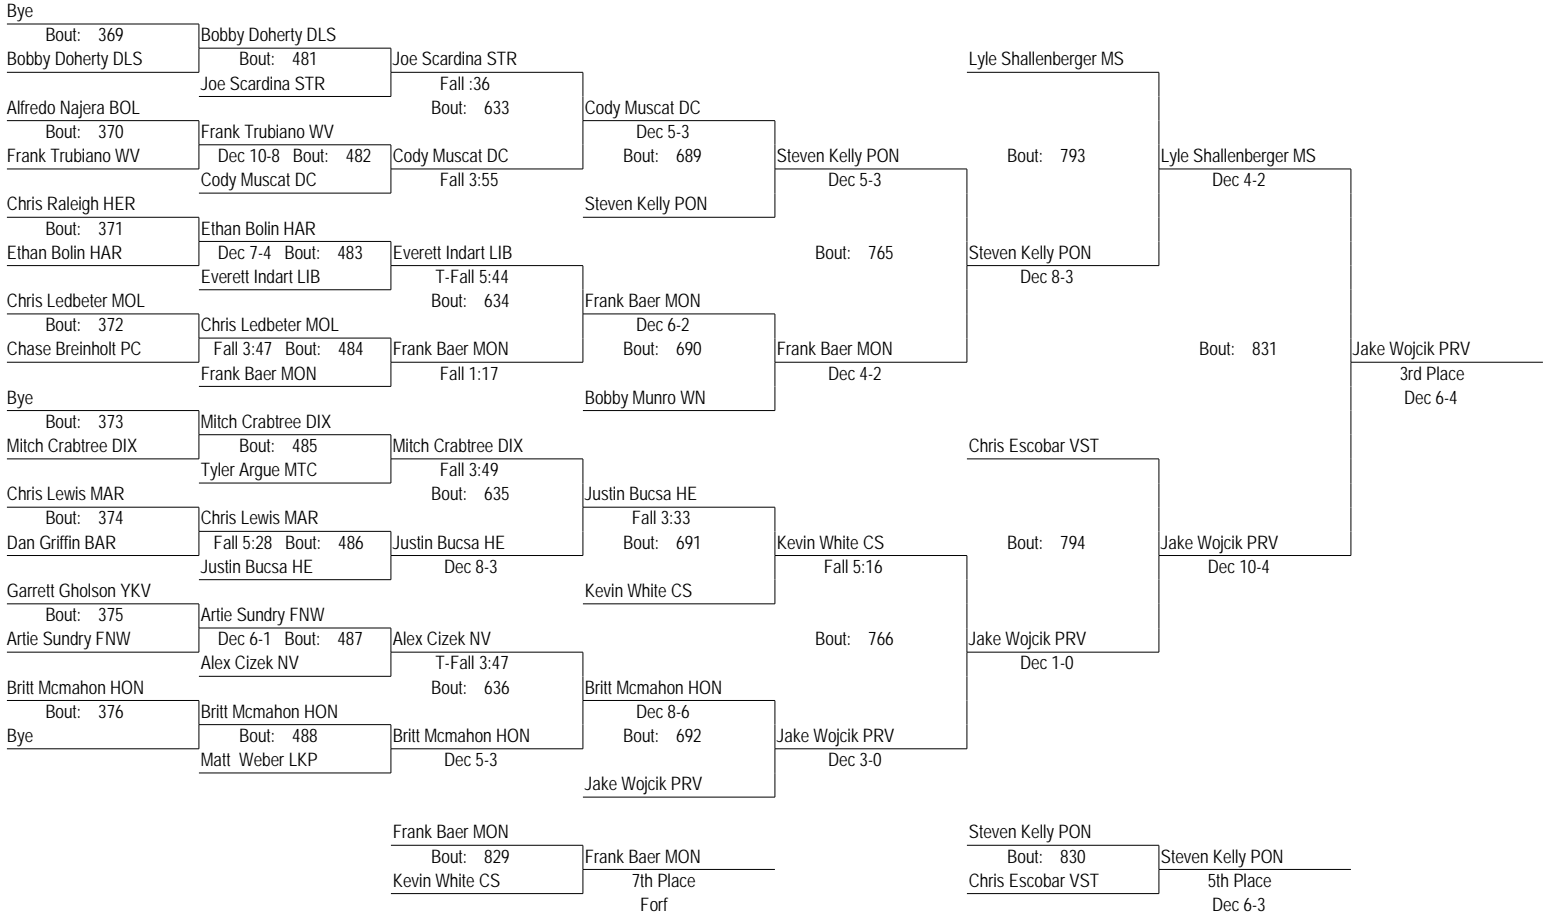 Bye
Bout: 369
Bobby Doherty DLS
Bobby Doherty DLS
Bout: 481
Joe Scardina STR
Joe Scardina STR
Fall :36
Bout: 633
Lyle Shallenberger MS
Alfredo Najera BOL
Bout: 370
Frank Trubiano WV
Frank Trubiano WV
Dec 10-8 Bout: 482
Cody Muscat DC
Cody Muscat DC
Fall 3:55
Cody Muscat DC
Dec 5-3
Bout: 689
Steven Kelly PON
Steven Kelly PON
Dec 5-3
Bout: 793
Lyle Shallenberger MS
Dec 4-2
Chris Raleigh HER
Bout: 371
Ethan Bolin HAR
Ethan Bolin HAR
Dec 7-4 Bout: 483
Everett Indart LIB
Everett Indart LIB
T-Fall 5:44
Bout: 634
Bout: 765
Steven Kelly PON
Dec 8-3
Chris Ledbeter MOL
Bout: 372
Chase Breinholt PC
Chris Ledbeter MOL
Fall 3:47 Bout: 484
Frank Baer MON
Frank Baer MON
Fall 1:17
Frank Baer MON
Dec 6-2
Bout: 690
Bobby Munro WN
Frank Baer MON
Dec 4-2
Bout: 831
Jake Wojcik PRV
3rd Place
Dec 6-4
Bye
Bout: 373
Mitch Crabtree DIX
Mitch Crabtree DIX
Bout: 485
Tyler Argue MTC
Mitch Crabtree DIX
Fall 3:49
Bout: 635
Chris Escobar VST
Chris Lewis MAR
Bout: 374
Dan Griffin BAR
Chris Lewis MAR
Fall 5:28 Bout: 486
Justin Bucsa HE
Justin Bucsa HE
Dec 8-3
Justin Bucsa HE
Fall 3:33
Bout: 691
Kevin White CS
Kevin White CS
Fall 5:16
Bout: 794
Jake Wojcik PRV
Dec 10-4
Garrett Gholson YKV
Bout: 375
Artie Sundry FNW
Artie Sundry FNW
Dec 6-1 Bout: 487
Alex Cizek NV
Alex Cizek NV
T-Fall 3:47
Bout: 636
Bout: 766
Jake Wojcik PRV
Dec 1-0
Britt Mcmahon HON
Bout: 376
Bye
Britt Mcmahon HON
Bout: 488
Matt Weber LKP
Britt Mcmahon HON
Dec 5-3
Britt Mcmahon HON
Dec 8-6
Bout: 692
Jake Wojcik PRV
Jake Wojcik PRV
Dec 3-0
Frank Baer MON
Bout: 829
Kevin White CS
Frank Baer MON
7th Place
Forf
Steven Kelly PON
Bout: 830
Chris Escobar VST
Steven Kelly PON
5th Place
Dec 6-3